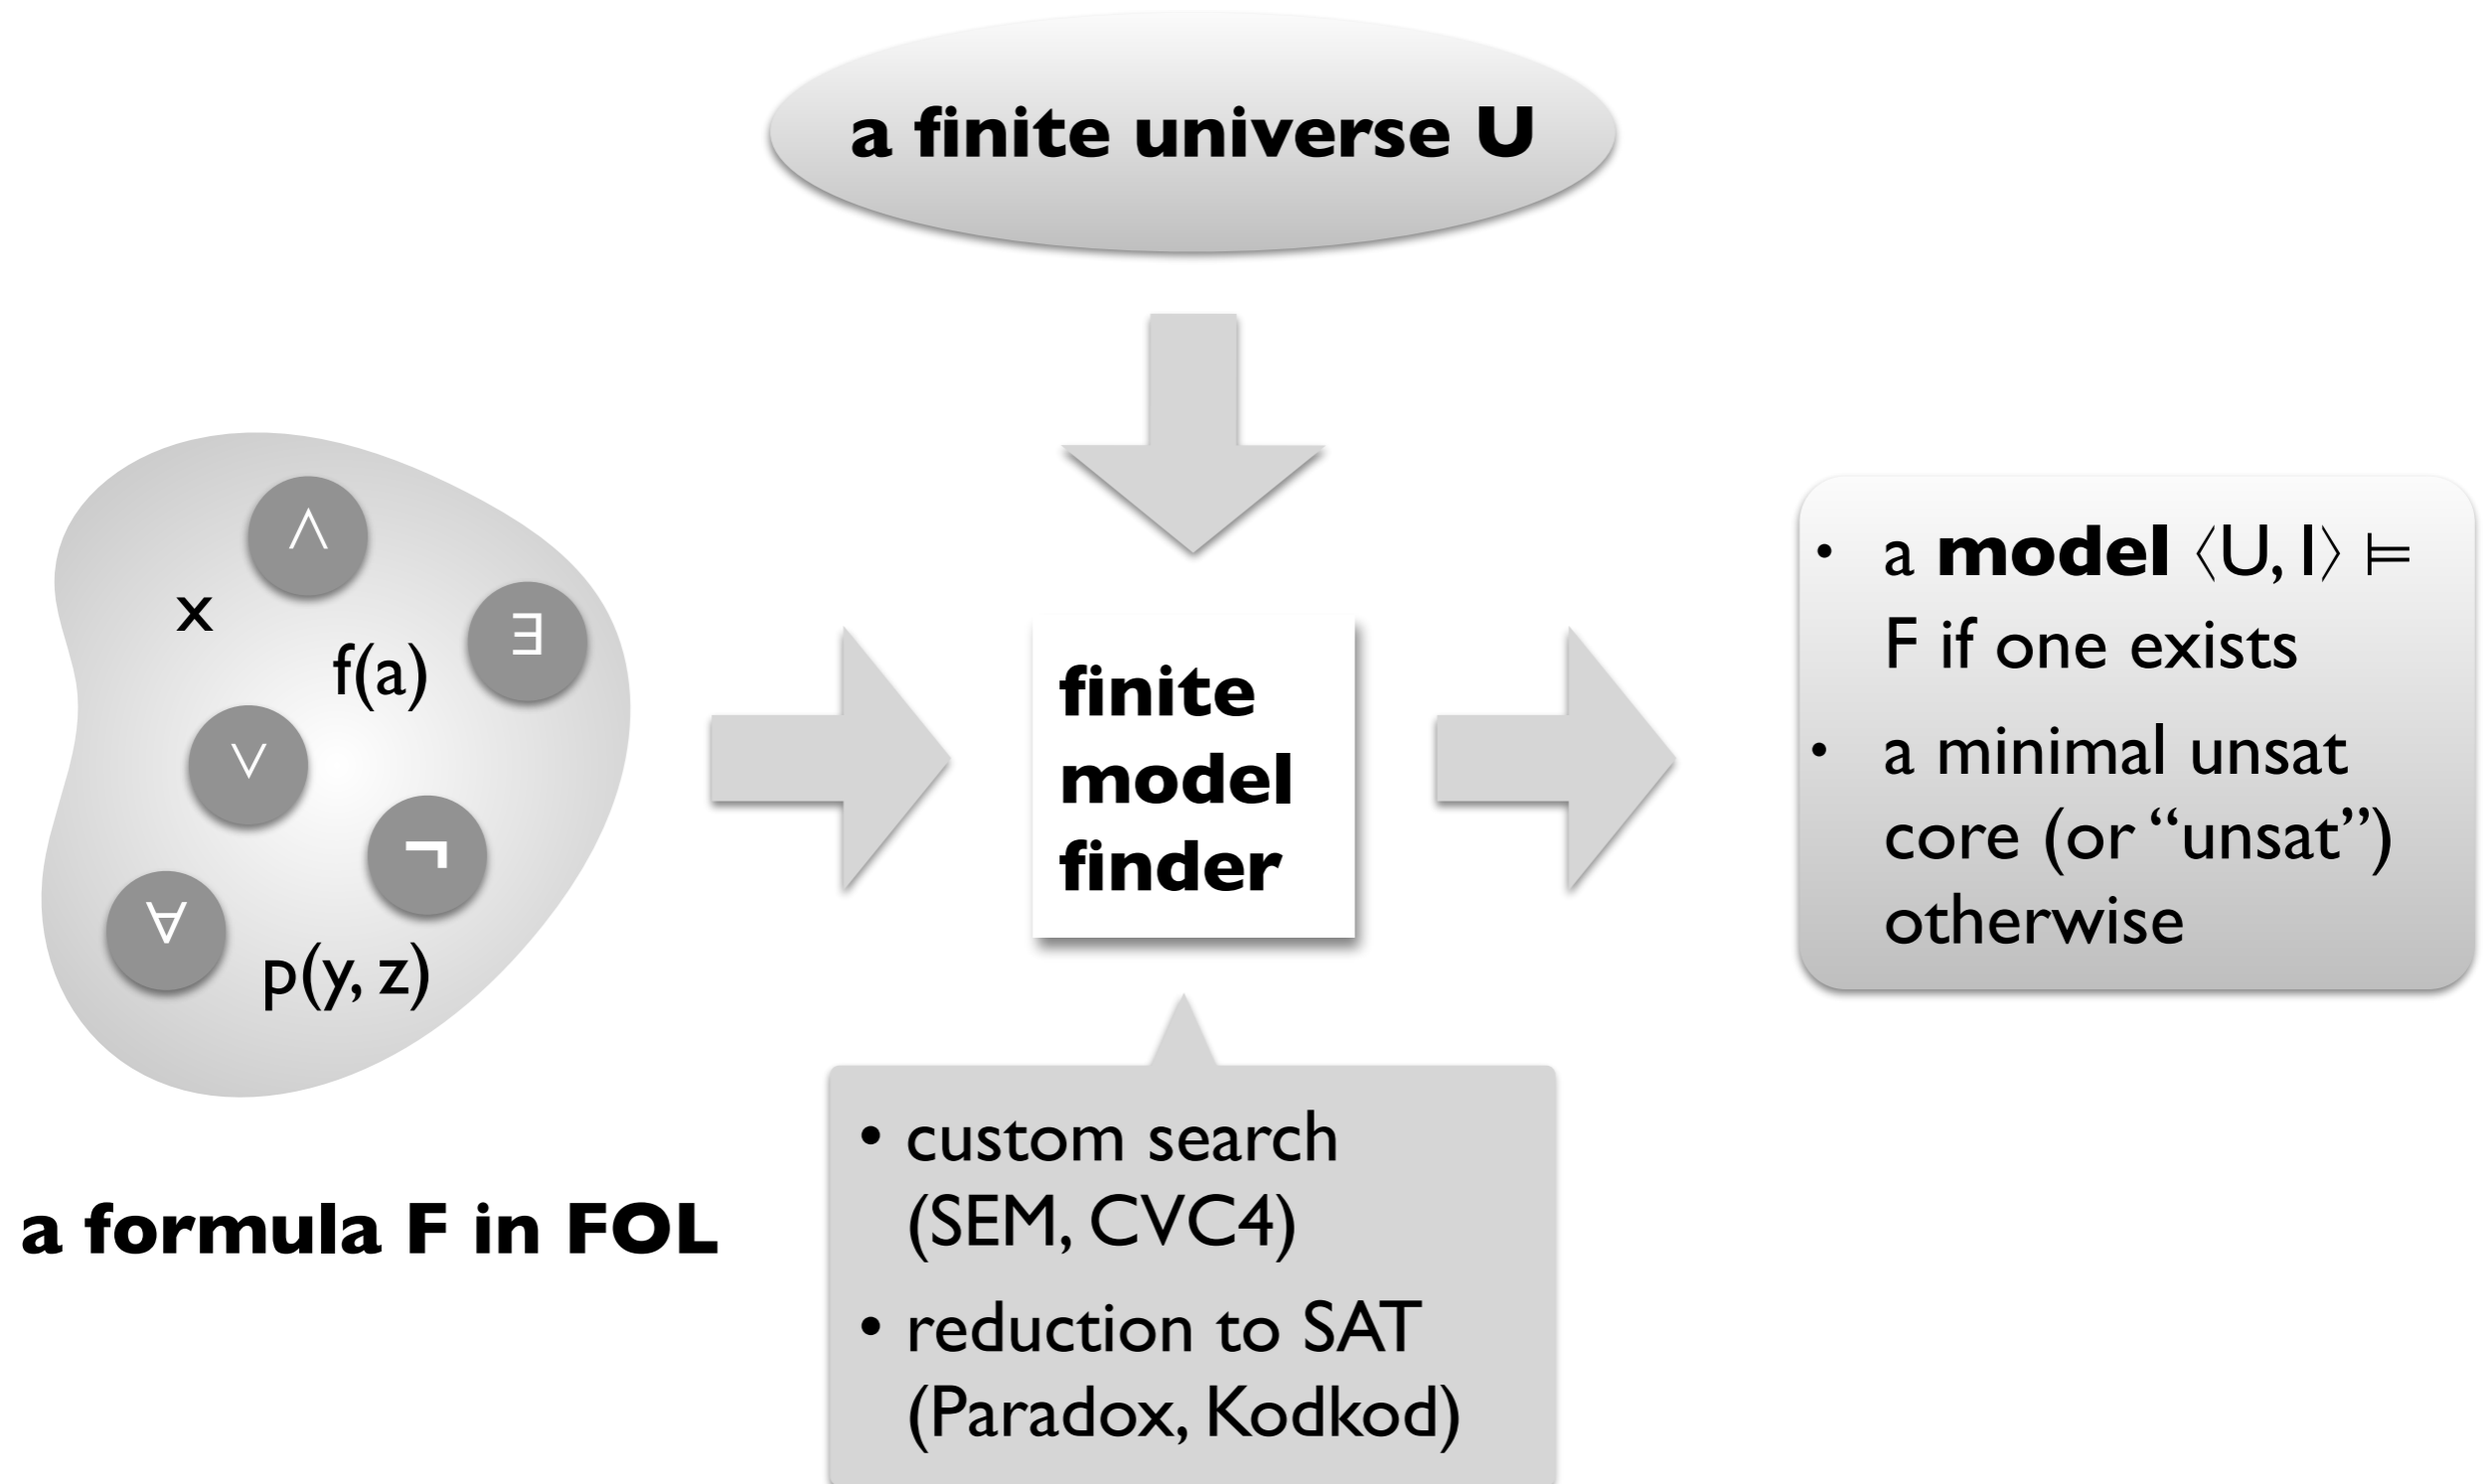 a finite universe U
∧
x
∃
f(a)
∨
¬
∀
p(y, z)
a formula F in FOL
finite
model
finder
• custom search
(SEM, CVC4)
• reduction to SAT
(Paradox, Kodkod)
• a model ⟨U, I⟩ ⊨
F if one exists
• a minimal unsat
core (or “unsat”)
otherwise